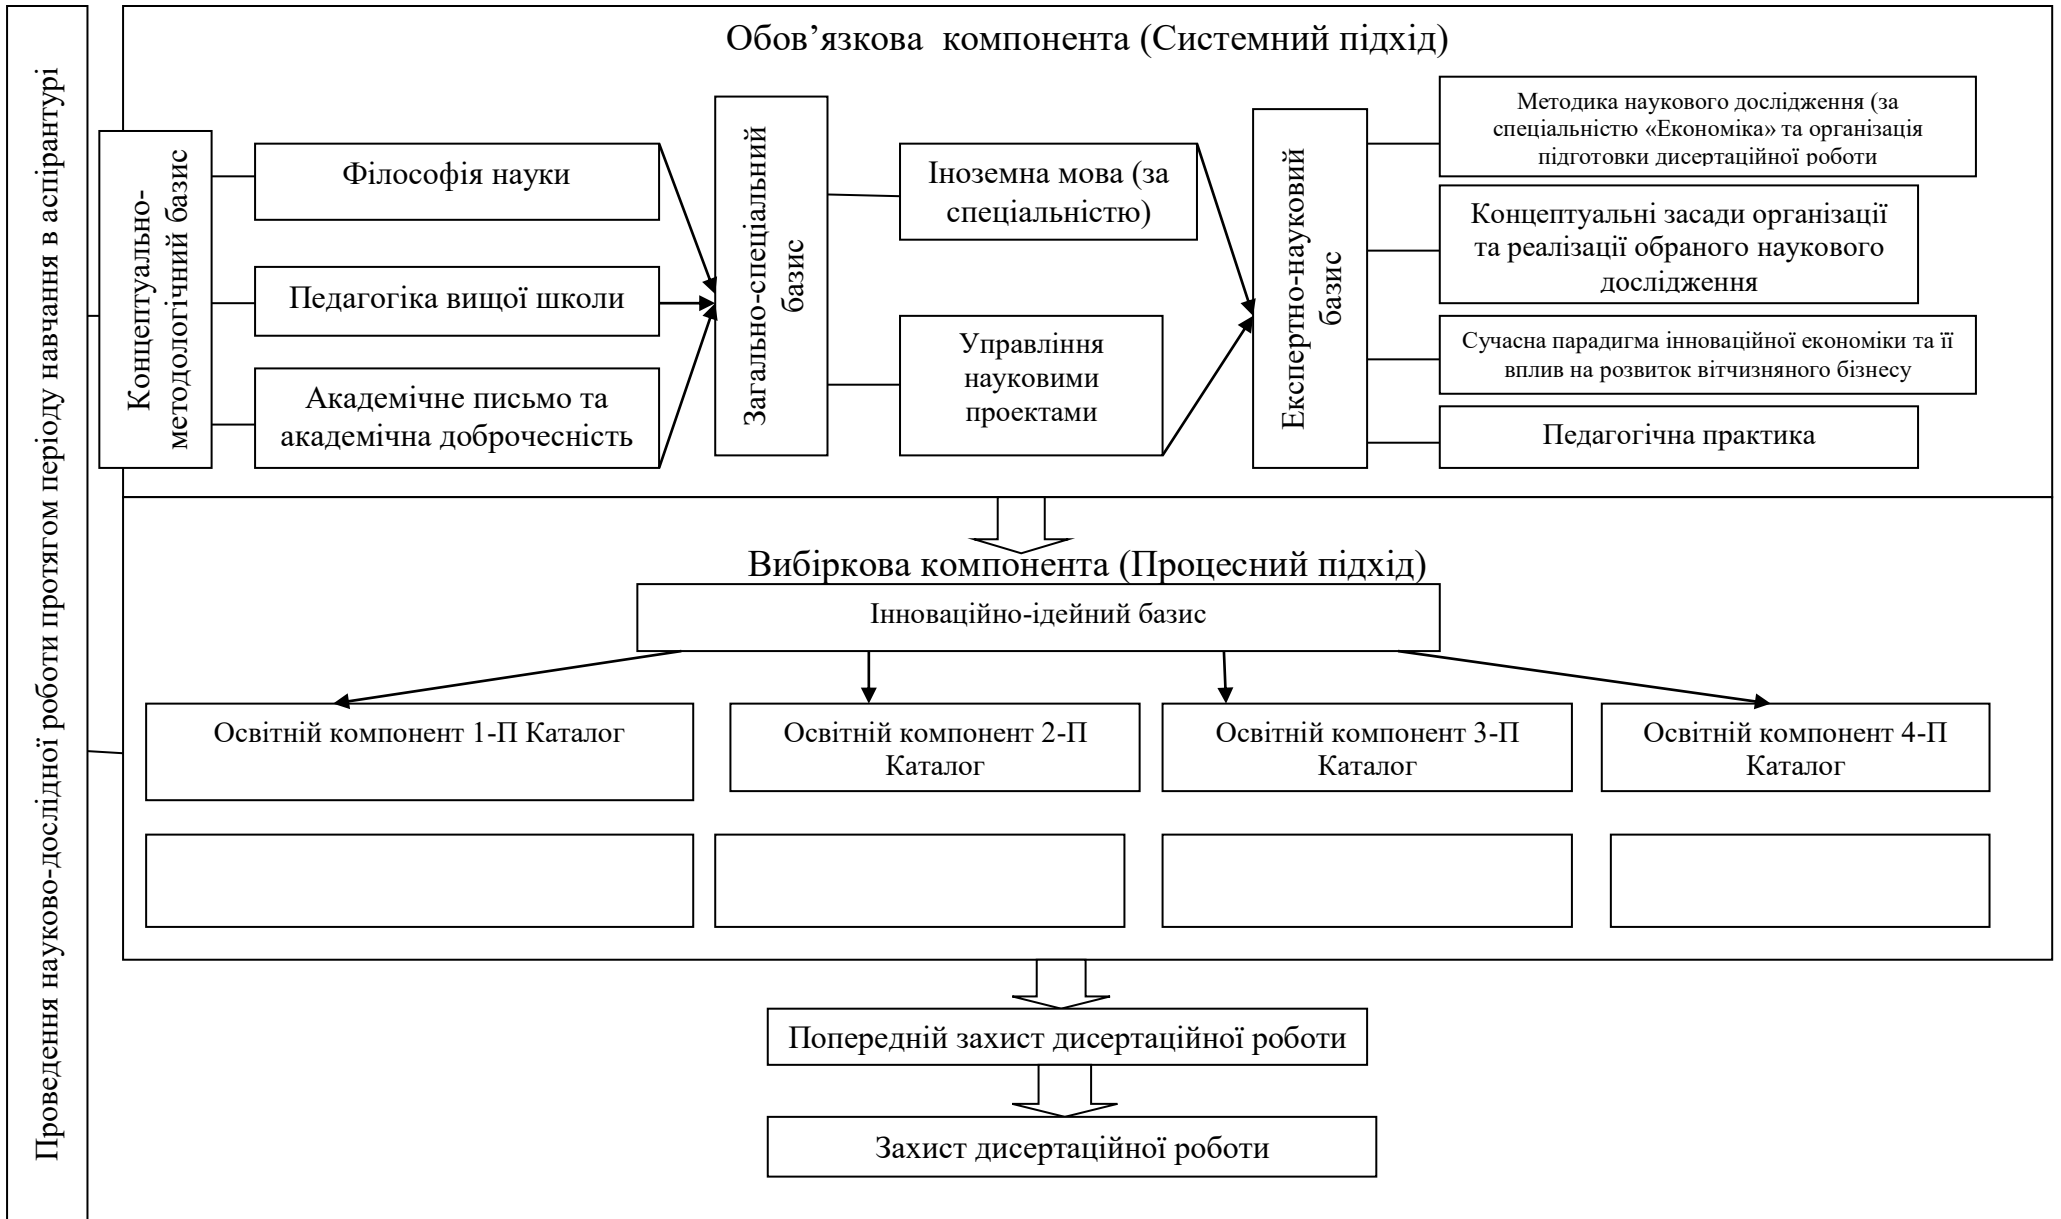 Проведення науково-дослідної роботи протягом періоду навчання в аспірантурі
Обов’язкова компонента (Системний підхід)
Концептуально-
методологічний базис
Філософія науки
Педагогіка вищої школи
Академічне письмо та
академічна доброчесність
Загально-спеціальний
базис
Іноземна мова (за
спеціальністю)
Управління
науковими
проектами
Експертно-науковий
базис
Методика наукового дослідження (за
спеціальністю «Економіка» та організація
підготовки дисертаційної роботи
Концептуальні засади організації
та реалізації обраного наукового
дослідження
Сучасна парадигма інноваційної економіки та її
вплив на розвиток вітчизняного бізнесу
Педагогічна практика
Вибіркова компонента (Процесний підхід)
Інноваційно-ідейний базис
Освітній компонент 1-П Каталог
Освітній компонент 2-П
Каталог
Освітній компонент 3-П
Каталог
Освітній компонент 4-П
Каталог
Попередній захист дисертаційної роботи
Захист дисертаційної роботи